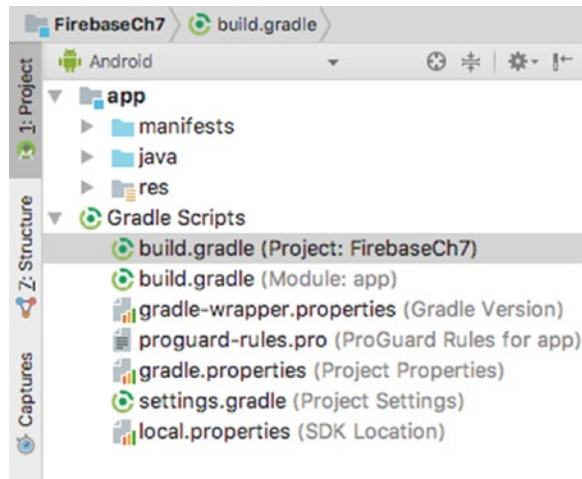 FirebaseCh7 build.gradle
Android
1: Project
app
manifests
java
res
Gradle Scripts
build.gradle (Project: FirebaseCh7)
build.gradle (Module: app)
gradle-wrapper.properties (Gradle Version)
proguard-rules.pro (ProGuard Rules for app)
gradle.properties (Project Properties)
settings.gradle (Project Settings)
local.properties (SDK Location)
Z: Structure
Captures